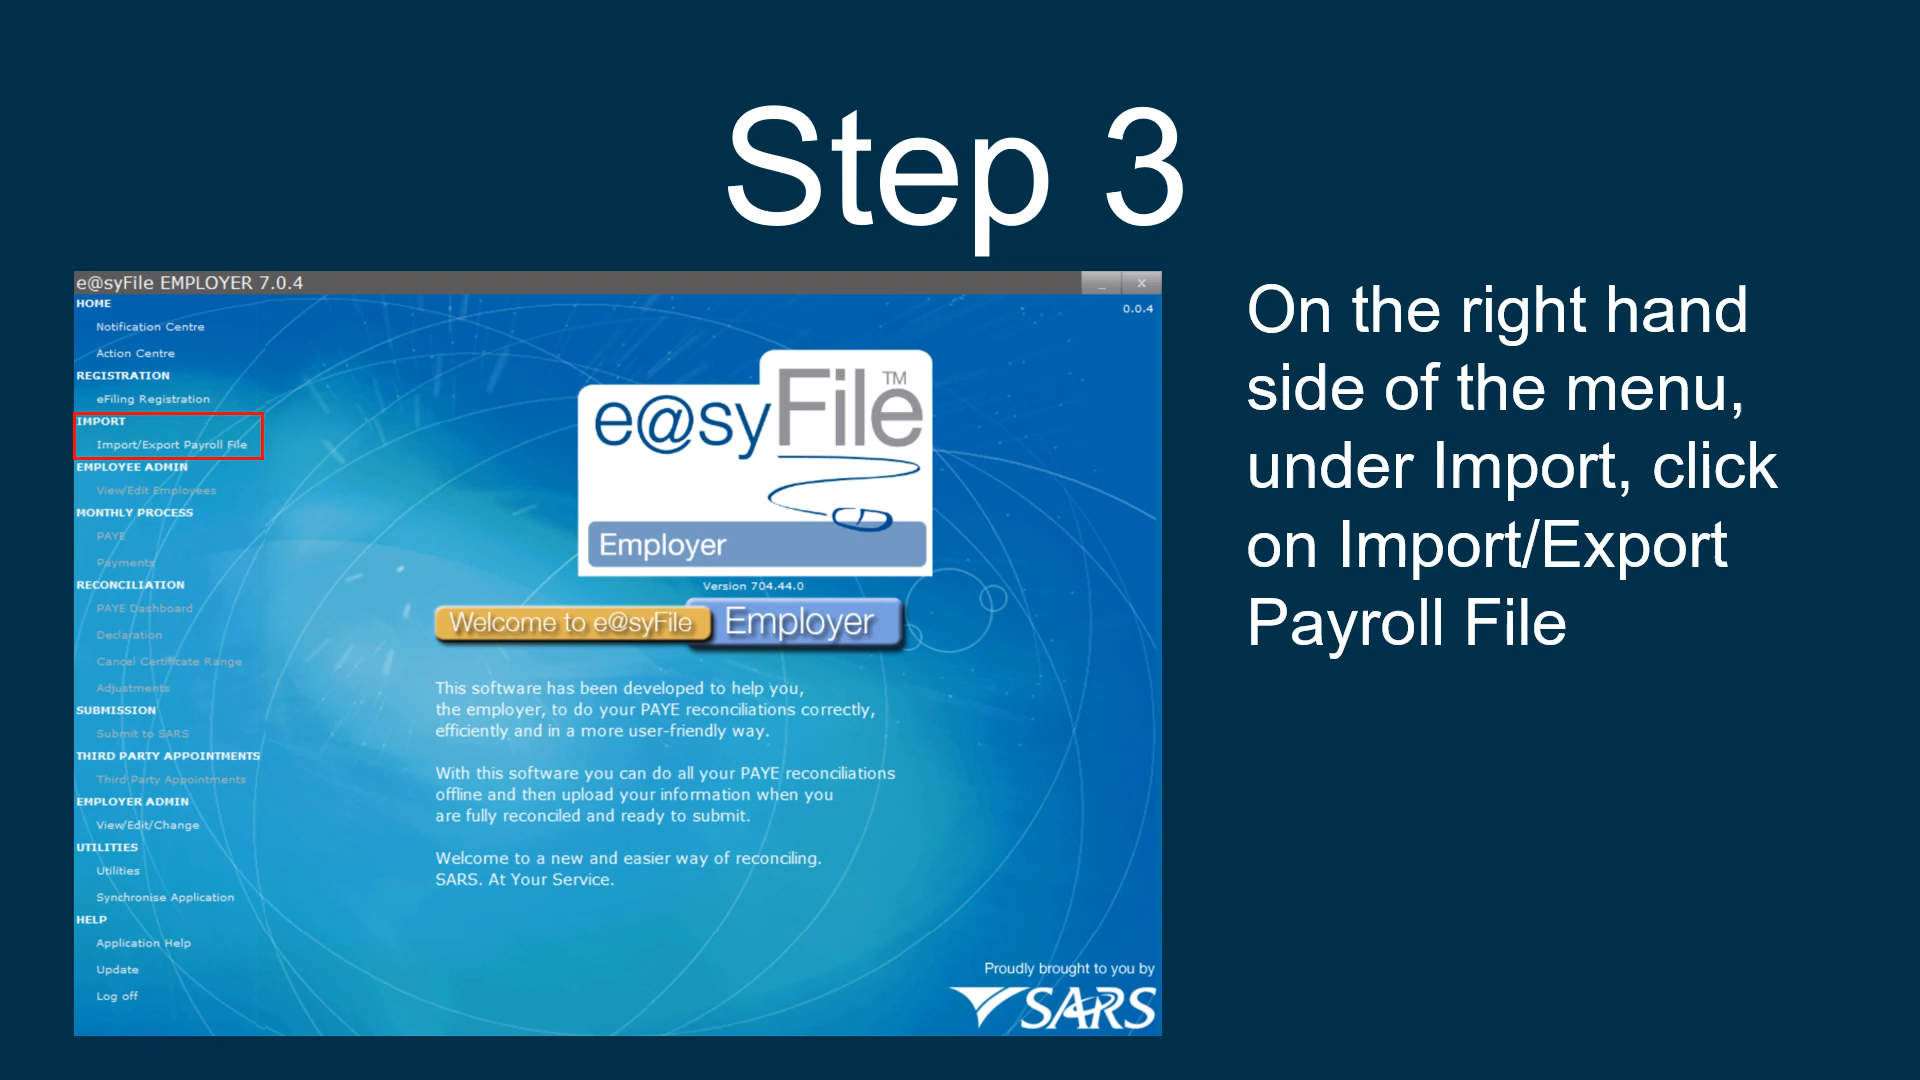 Step 3
e@syFile EMPLOYER 7.0.4
_ x
HOME
0.0.4
Notification Centre
Action Centre
REGISTRATION
eFiling Registration
IMPORT
Import/Export Payroll File
EMPLOYEE ADMIN
View/Edit Employees
MONTHLY PROCESS
PAYE
Payments
RECONCILIATION
PAYE Dashboard
Declaration
Cancel Certificate Range
Adjustments
SUBMISSION
Submit to SARS
THIRD PARTY APPOINTMENTS
Third Party Appointments
EMPLOYER ADMIN
View/Edit/Change
UTILITIES
Utilities
Synchronise Application
HELP
Application Help
Update
Log off
e@syFile™
Employer
Version 704.44.0
Welcome to e@syFile Employer
This software has been developed to help you,
the employer, to do your PAYE reconciliations correctly,
efficiently and in a more user-friendly way.
With this software you can do all your PAYE reconciliations
offline and then upload your information when you
are fully reconciled and ready to submit.
Welcome to a new and easier way of reconciling.
SARS. At Your Service.
Proudly brought to you by
SARS
On the right hand
side of the menu,
under Import, click
on Import/Export
Payroll File